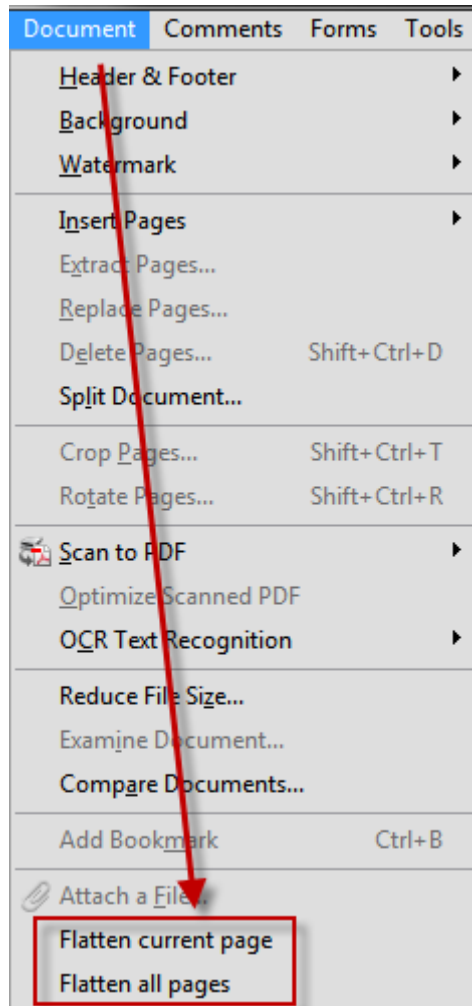 Document Comments Forms Tools
Header & Footer
Background
Watermark
Insert Pages
Extract Pages...
Replace Pages...
Delete Pages... Shift+Ctrl+D
Split Document...
Crop Pages... Shift+Ctrl+T
Rotate Pages... Shift+Ctrl+R
Scan to PDF
Optimize Scanned PDF
OCR Text Recognition
Reduce File Size...
Examine Document...
Compare Documents...
Add Bookmark Ctrl+B
Attach a File...
Flatten current page
Flatten all pages